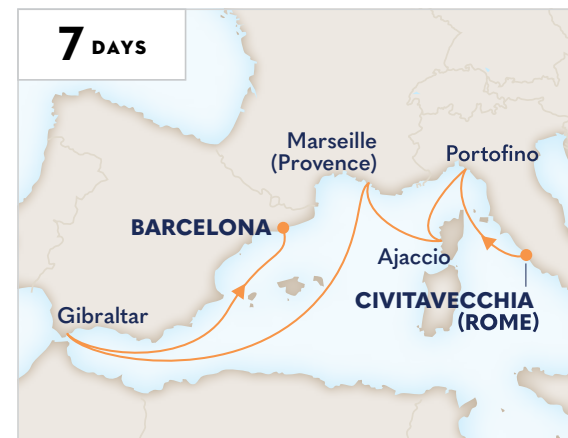 7 DAYS
Marseille
(Provence)
Portofino
BARCELONA
Ajaccio
CIVITAVECCHIA
(ROME)
Gibraltar